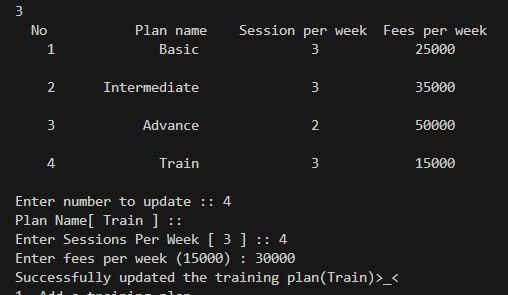 3
No Plan name Session per week Fees per week
1 Basic 3 25000
2 Intermediate 3 35000
3 Advance 2 50000
4 Train 3 15000
Enter number to update :: 4
Plan Name[ Train ] ::
Enter Sessions Per Week [ 3 ] :: 4
Enter fees per week (15000) : 30000
Successfully updated the training plan(Train)>_<
1. Add a training plan